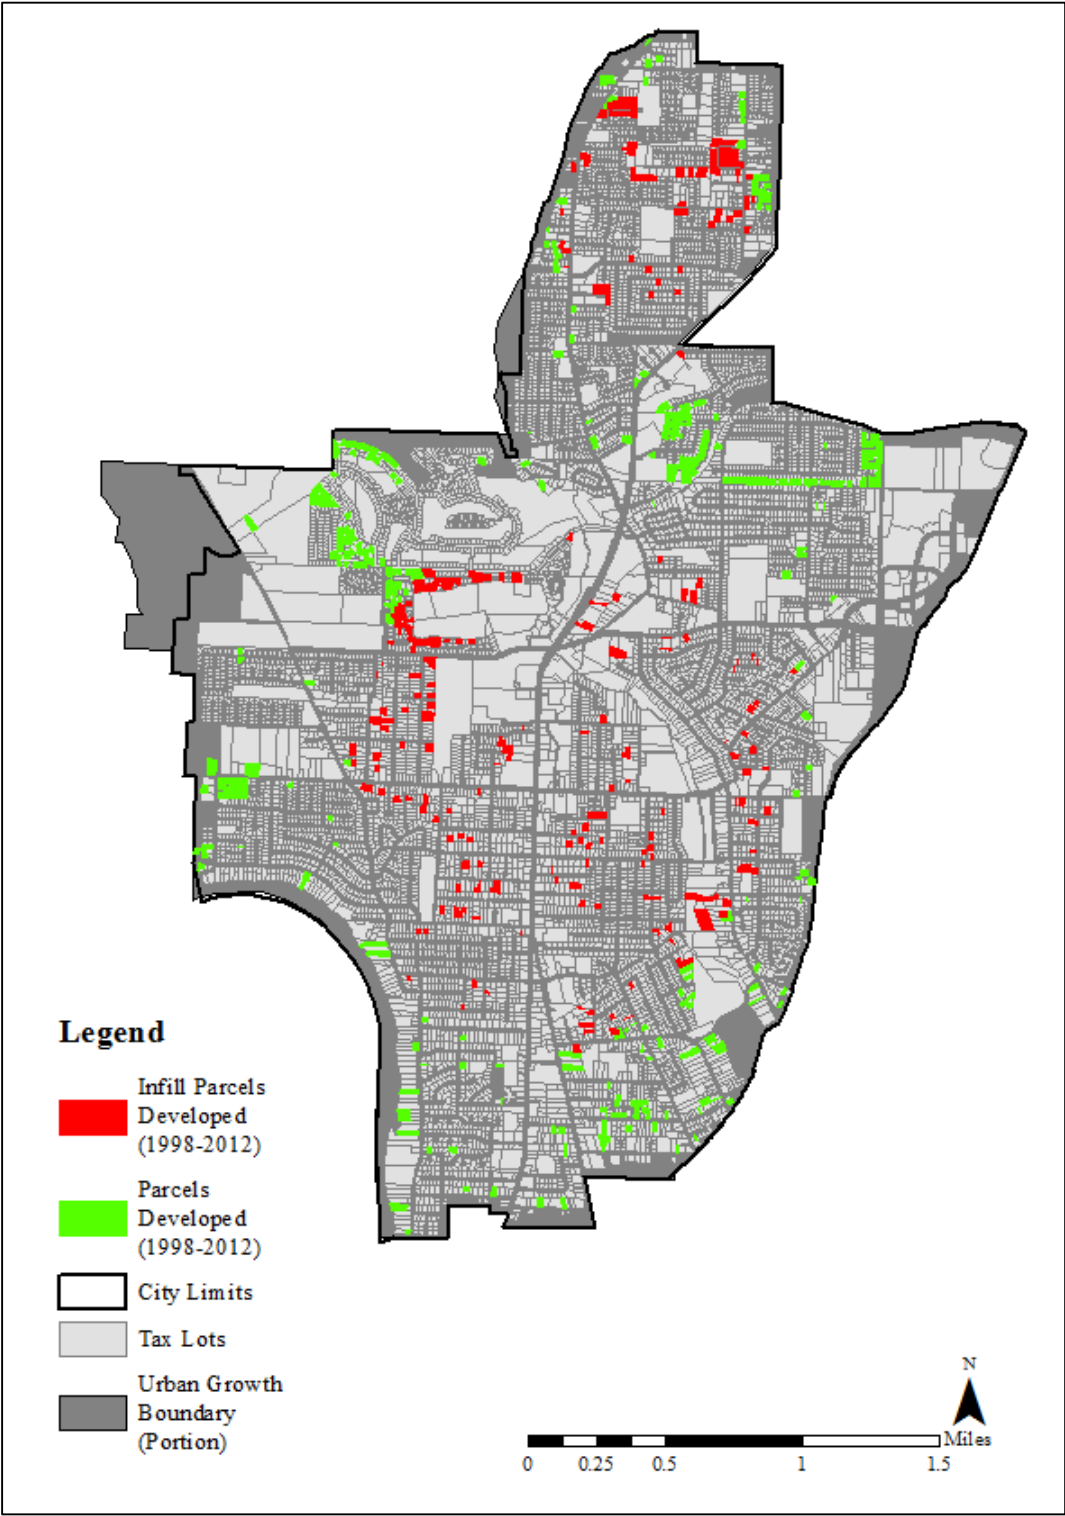 Legend
Infill Parcels
Developed
(1998-2012)
Parcels
Developed
(1998-2012)
City Limits
Tax Lots
Urban Growth
Boundary
(Portion)
N
Miles
0 0.25 0.5 1 1.5